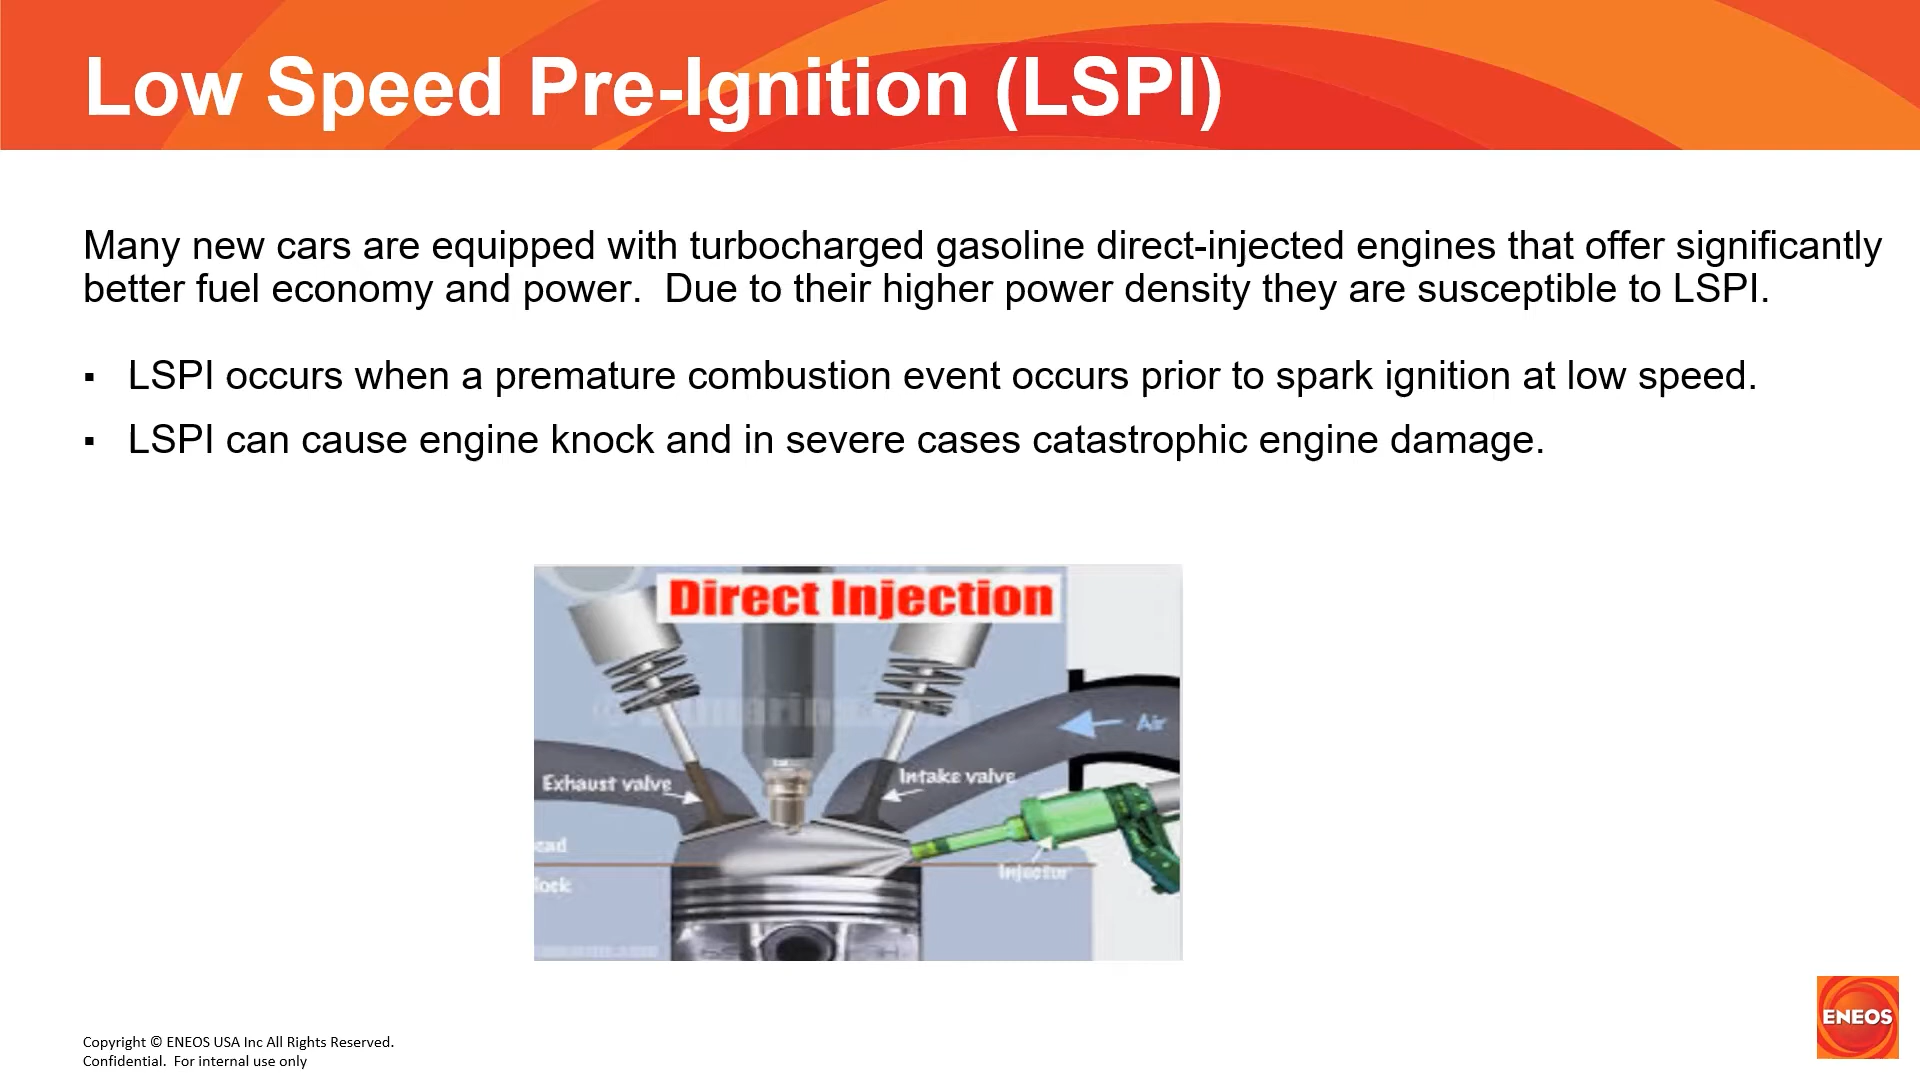 Low Speed Pre-Ignition (LSPI)
Many new cars are equipped with turbocharged gasoline direct-injected engines that offer significantly
better fuel economy and power.  Due to their higher power density they are susceptible to LSPI.
▪ LSPI occurs when a premature combustion event occurs prior to spark ignition at low speed.
▪ LSPI can cause engine knock and in severe cases catastrophic engine damage.
Direct Injection
Air
Exhaust valve
Intake valve
ead
Injector
lock
ENEOS
Copyright © ENEOS USA Inc All Rights Reserved.
Confidential.  For internal use only